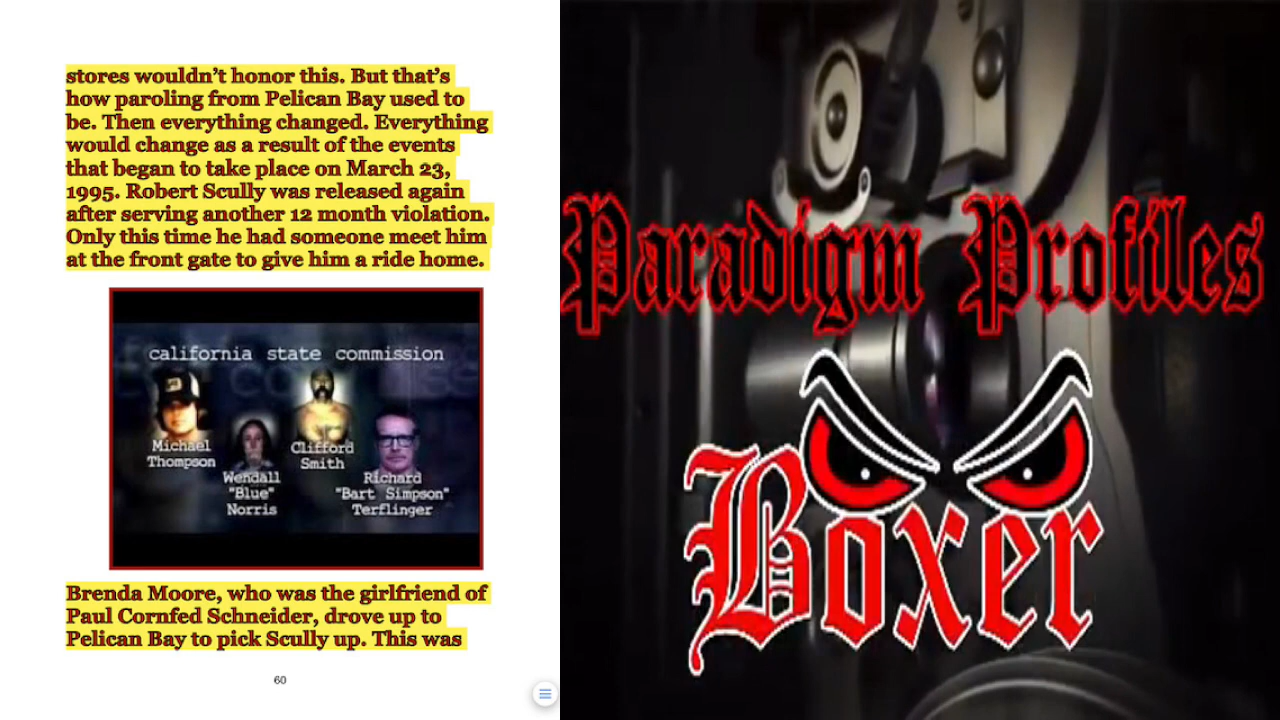 stores wouldn’t honor this. But that’s
how paroling from Pelican Bay used to
be. Then everything changed. Everything
would change as a result of the events
that began to take place on March 23,
1995. Robert Scully was released again
after serving another 12 month violation.
Only this time he had someone meet him
at the front gate to give him a ride home.
california state commission
Michael
Thompson
Wendall
"Blue"
Norris
Clifford
Smith
Richard
"Bart Simpson"
Terflinger
Brenda Moore, who was the girlfriend of
Paul Cornfed Schneider, drove up to
Pelican Bay to pick Scully up. This was
60
Paradigm Profiles
Boxer